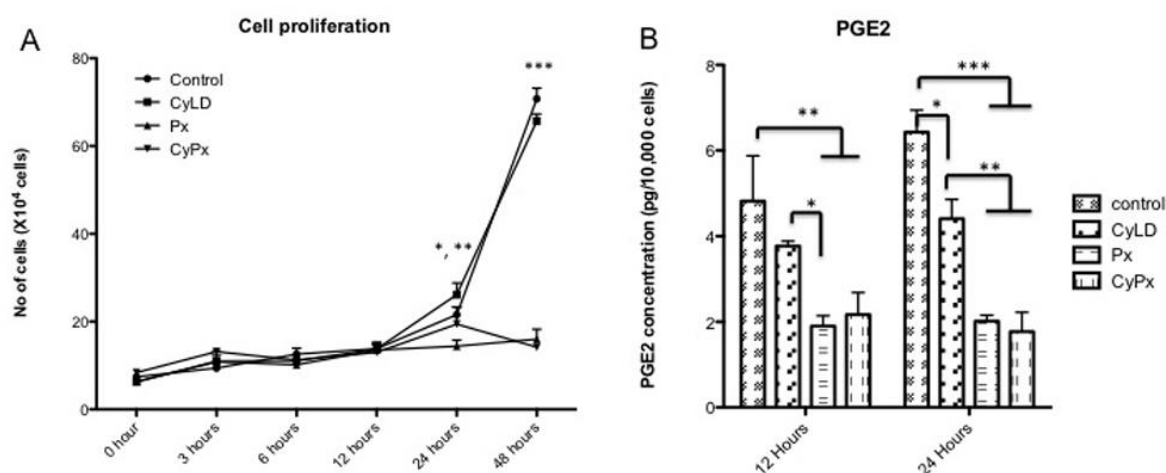 A
Cell proliferation
No of cells (X10⁴ cells)
80
60
40
20
0
Control
CyLD
Px
CyPx
*, **
***
0 hour
3 hours
6 hours
12 hours
24 hours
48 hours
B
PGE2
PGE2 concentration (pg/10,000 cells)
8
6
4
2
0
**
*
***
*
**
12 Hours
24 Hours
control
CyLD
Px
CyPx